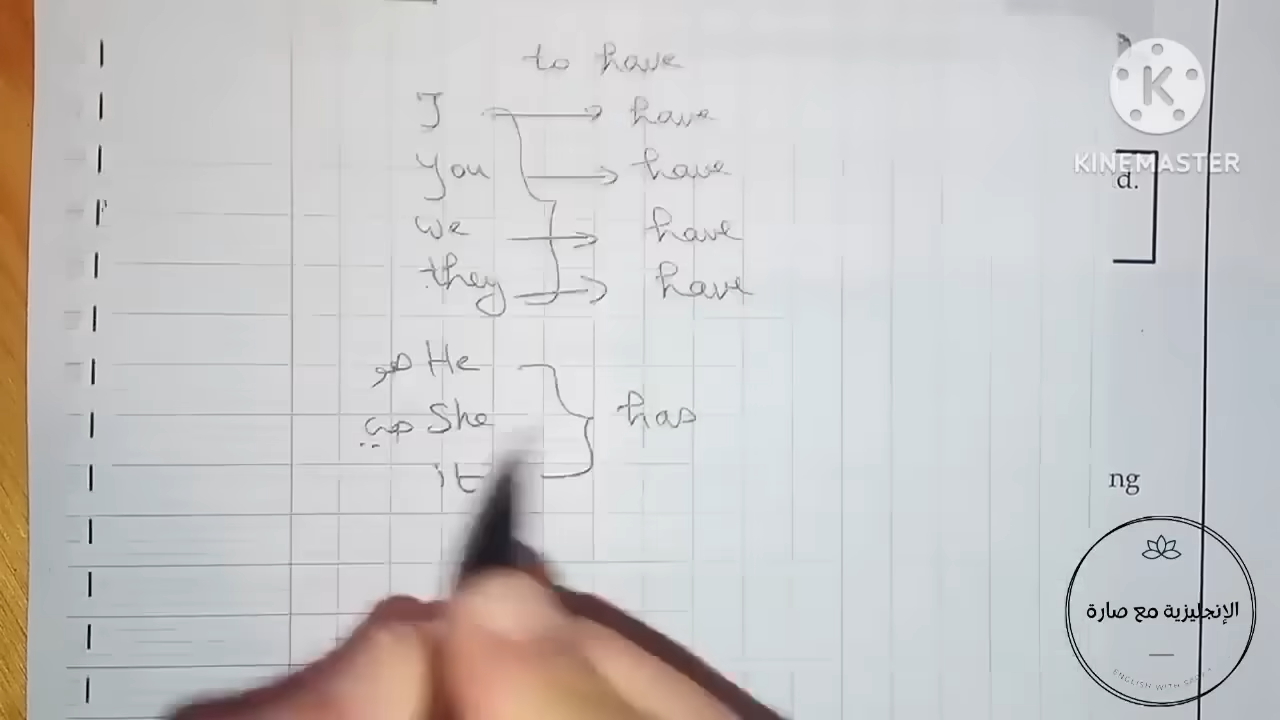 to have
I → have
you → have
we → have
they → have
هو He
هي She has
it
KINEMASTER
d.
ng
الإنجليزية مع صارة